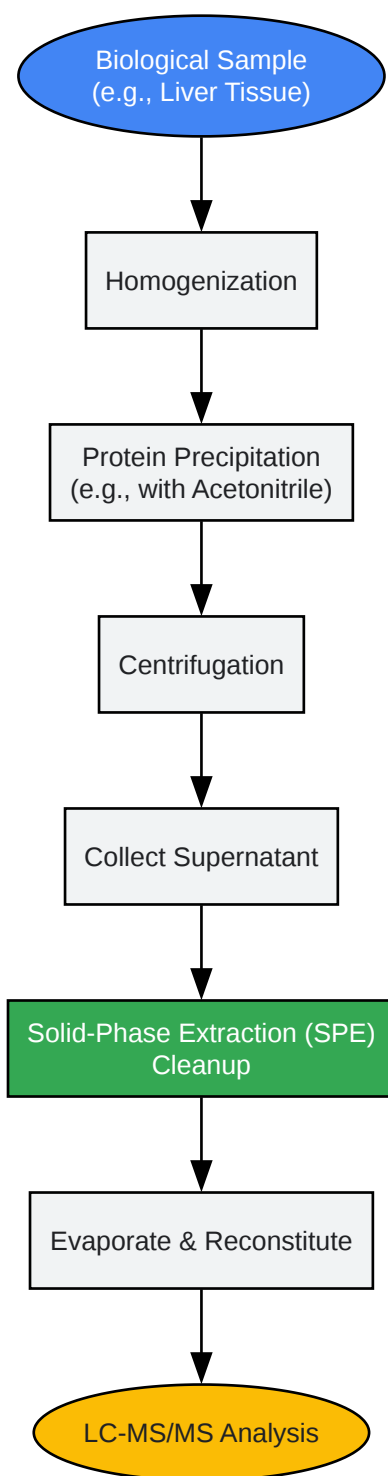 Biological Sample
(e.g., Liver Tissue)
Homogenization
Protein Precipitation
(e.g., with Acetonitrile)
Centrifugation
Collect Supernatant
Solid-Phase Extraction (SPE)
Cleanup
Evaporate & Reconstitute
LC-MS/MS Analysis